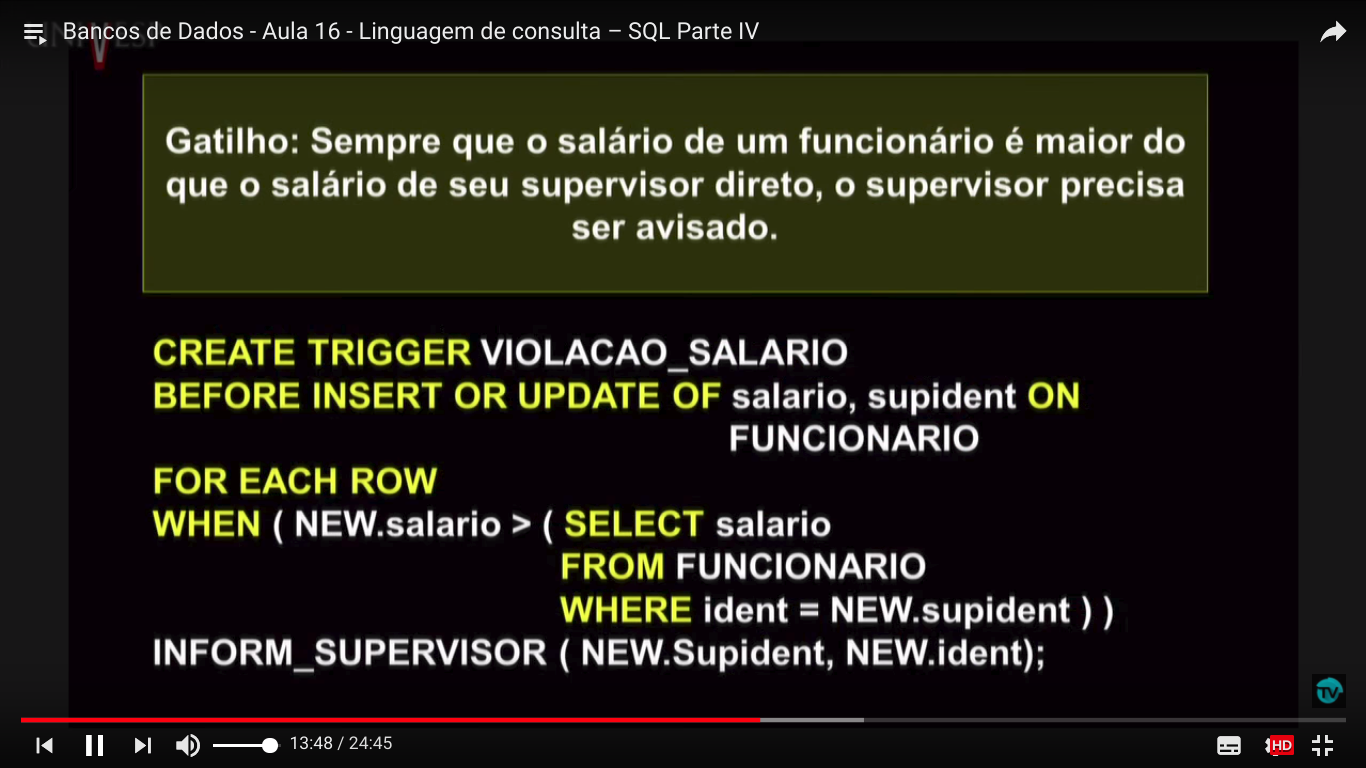 Bancos de Dados - Aula 16 - Linguagem de consulta – SQL Parte IV
Gatilho: Sempre que o salário de um funcionário é maior do
que o salário de seu supervisor direto, o supervisor precisa
ser avisado.
CREATE TRIGGER VIOLACAO_SALARIO
BEFORE INSERT OR UPDATE OF salario, supident ON
FUNCIONARIO
FOR EACH ROW
WHEN ( NEW.salario > ( SELECT salario
FROM FUNCIONARIO
WHERE ident = NEW.supident ) )
INFORM_SUPERVISOR ( NEW.Supident, NEW.ident);
TV
13:48 / 24:45
HD